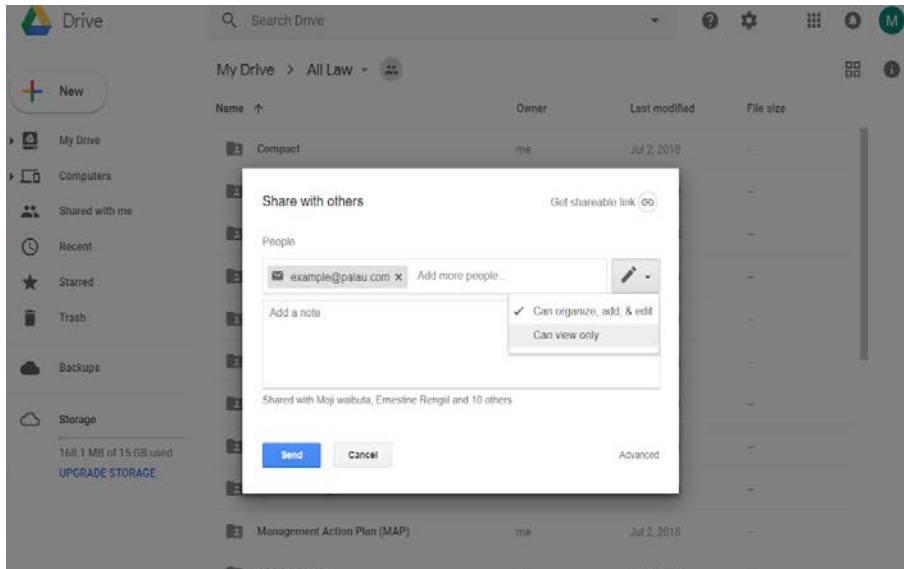 Drive
Search Drive
M
My Drive > All Law
New
Name ↑ Owner Last modified File size
My Drive
Compact me Jul 2, 2018 —
Computers
Shared with me
Recent
Starred
Trash
Backups
Storage
168.1 MB of 15 GB used
UPGRADE STORAGE
Share with others
Get shareable link
People
example@palau.com × Add more people...
Add a note
Can organize, add, & edit
Can view only
Shared with Moji waibuta, Ernestine Rengiil and 10 others
Send Cancel Advanced
Management Action Plan (MAP) me Jul 2, 2018 —